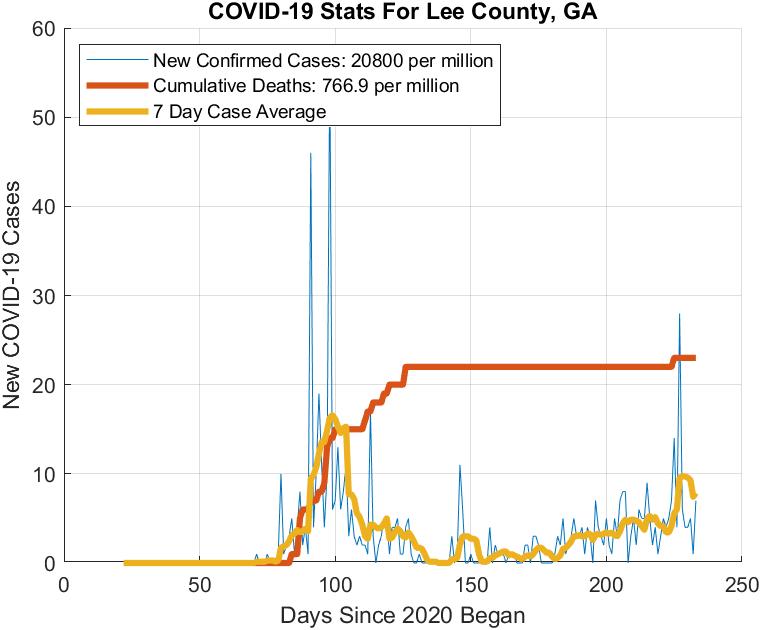 COVID-19 Stats For Lee County, GA
New Confirmed Cases: 20800 per million
Cumulative Deaths: 766.9 per million
7 Day Case Average
New COVID-19 Cases
60
50
40
30
20
10
0
0 50 100 150 200 250
Days Since 2020 Began